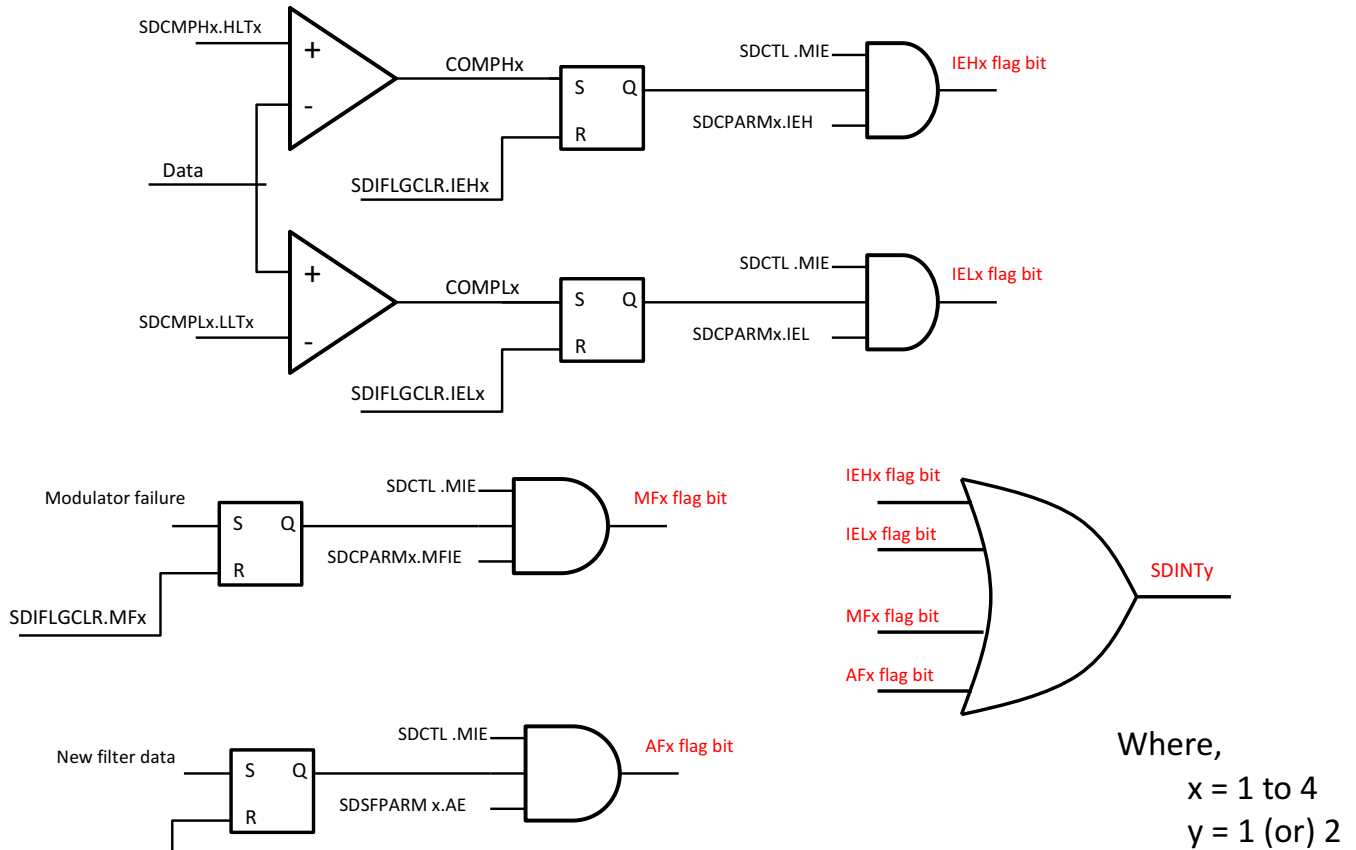 SDCMPHx.HLTx
+
-
COMPHx
S Q
R
SDIFLGCLR.IEHx
SDCTL .MIE
SDCPARMx.IEH
IEHx flag bit
Data
+
-
SDCMPLx.LLTx
COMPLx
S Q
R
SDIFLGCLR.IELx
SDCTL .MIE
SDCPARMx.IEL
IELx flag bit
Modulator failure
S Q
R
SDIFLGCLR.MFx
SDCTL .MIE
SDCPARMx.MFIE
MFx flag bit
IEHx flag bit
IELx flag bit
MFx flag bit
AFx flag bit
SDINTy
New filter data
S Q
R
SDCTL .MIE
SDSFPARM x.AE
AFx flag bit
Where,
x = 1 to 4
y = 1 (or) 2